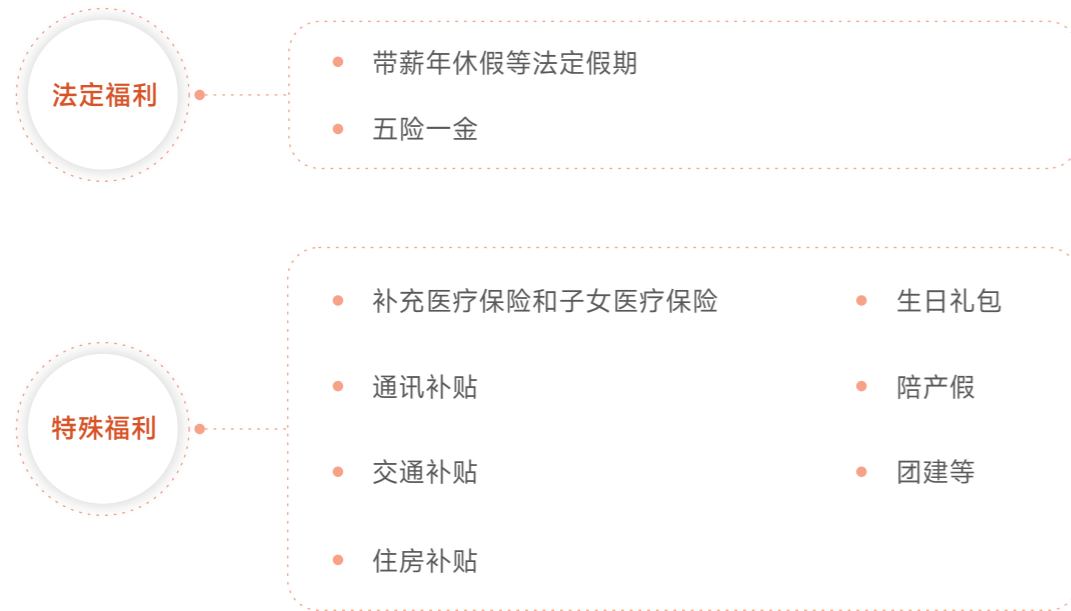 法定福利
带薪年休假等法定假期
五险一金
特殊福利
补充医疗保险和子女医疗保险
生日礼包
通讯补贴
陪产假
交通补贴
团建等
住房补贴